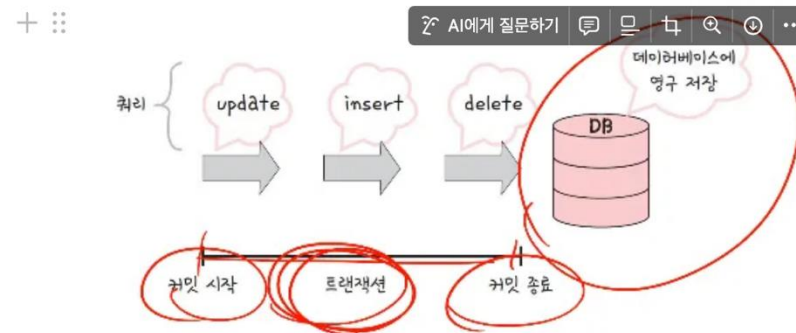 AI에게 질문하기
데이터베이스에
영구 저장
쿼리
update
insert
delete
DB
커밋 시작
트랜잭션
커밋 종료